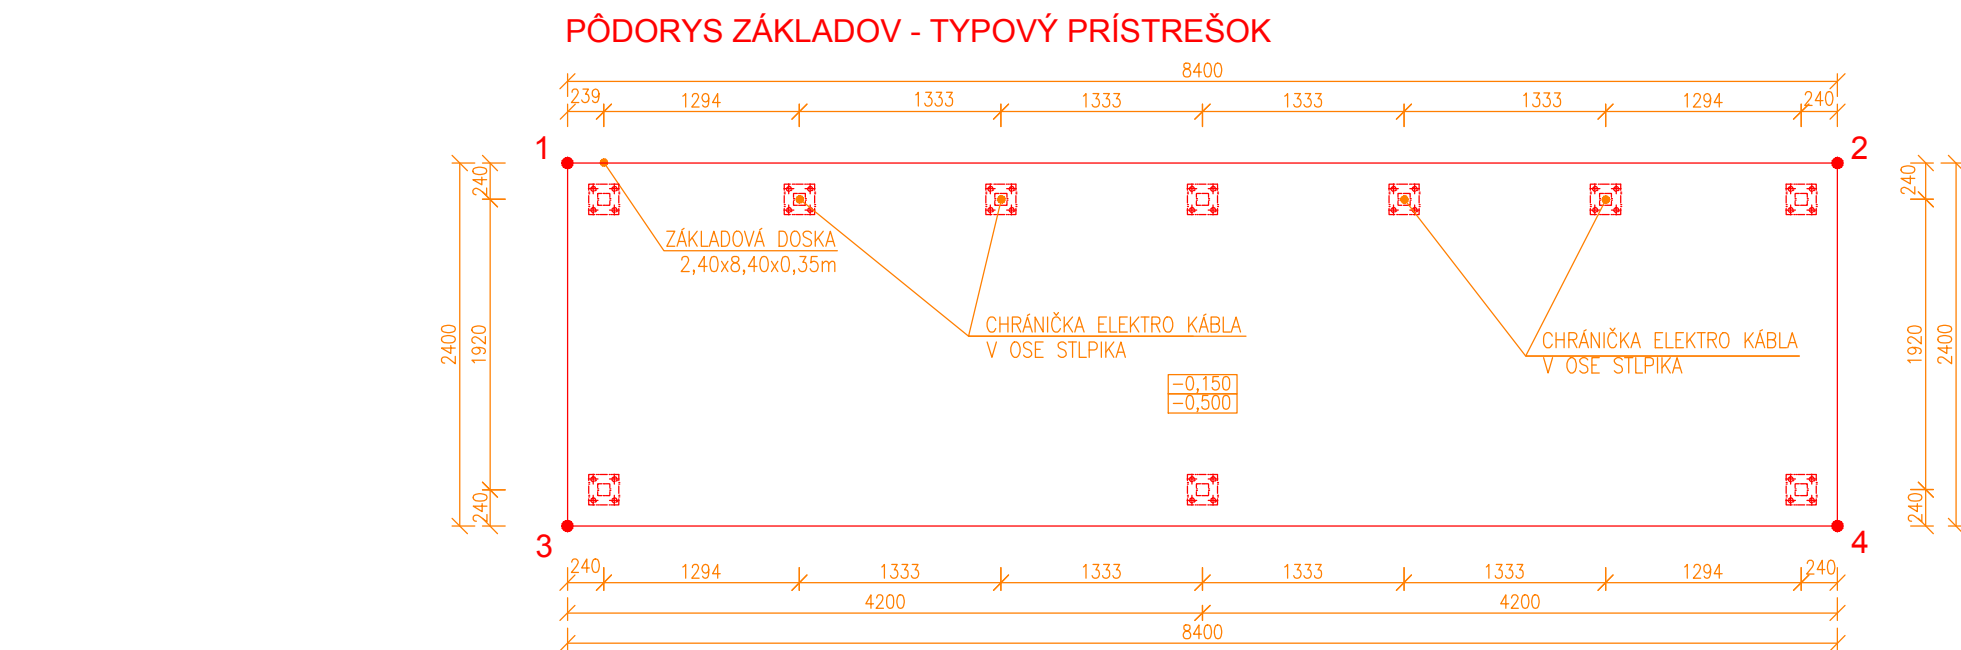 PÔDORYS ZÁKLADOV - TYPOVÝ PRÍSTREŠOK
8400
239 1294 1333 1333 1333 1333 1294 240
1 2
240 240
ZÁKLADOVÁ DOSKA
2,40x8,40x0,35m
CHRÁNIČKA ELEKTRO KÁBLA
V OSE STLPIKA
CHRÁNIČKA ELEKTRO KÁBLA
V OSE STLPIKA
2400 1920 1920 2400
-0,150
-0,500
240 240
3 4
240 1294 1333 1333 1333 1333 1294 240
4200 4200
8400